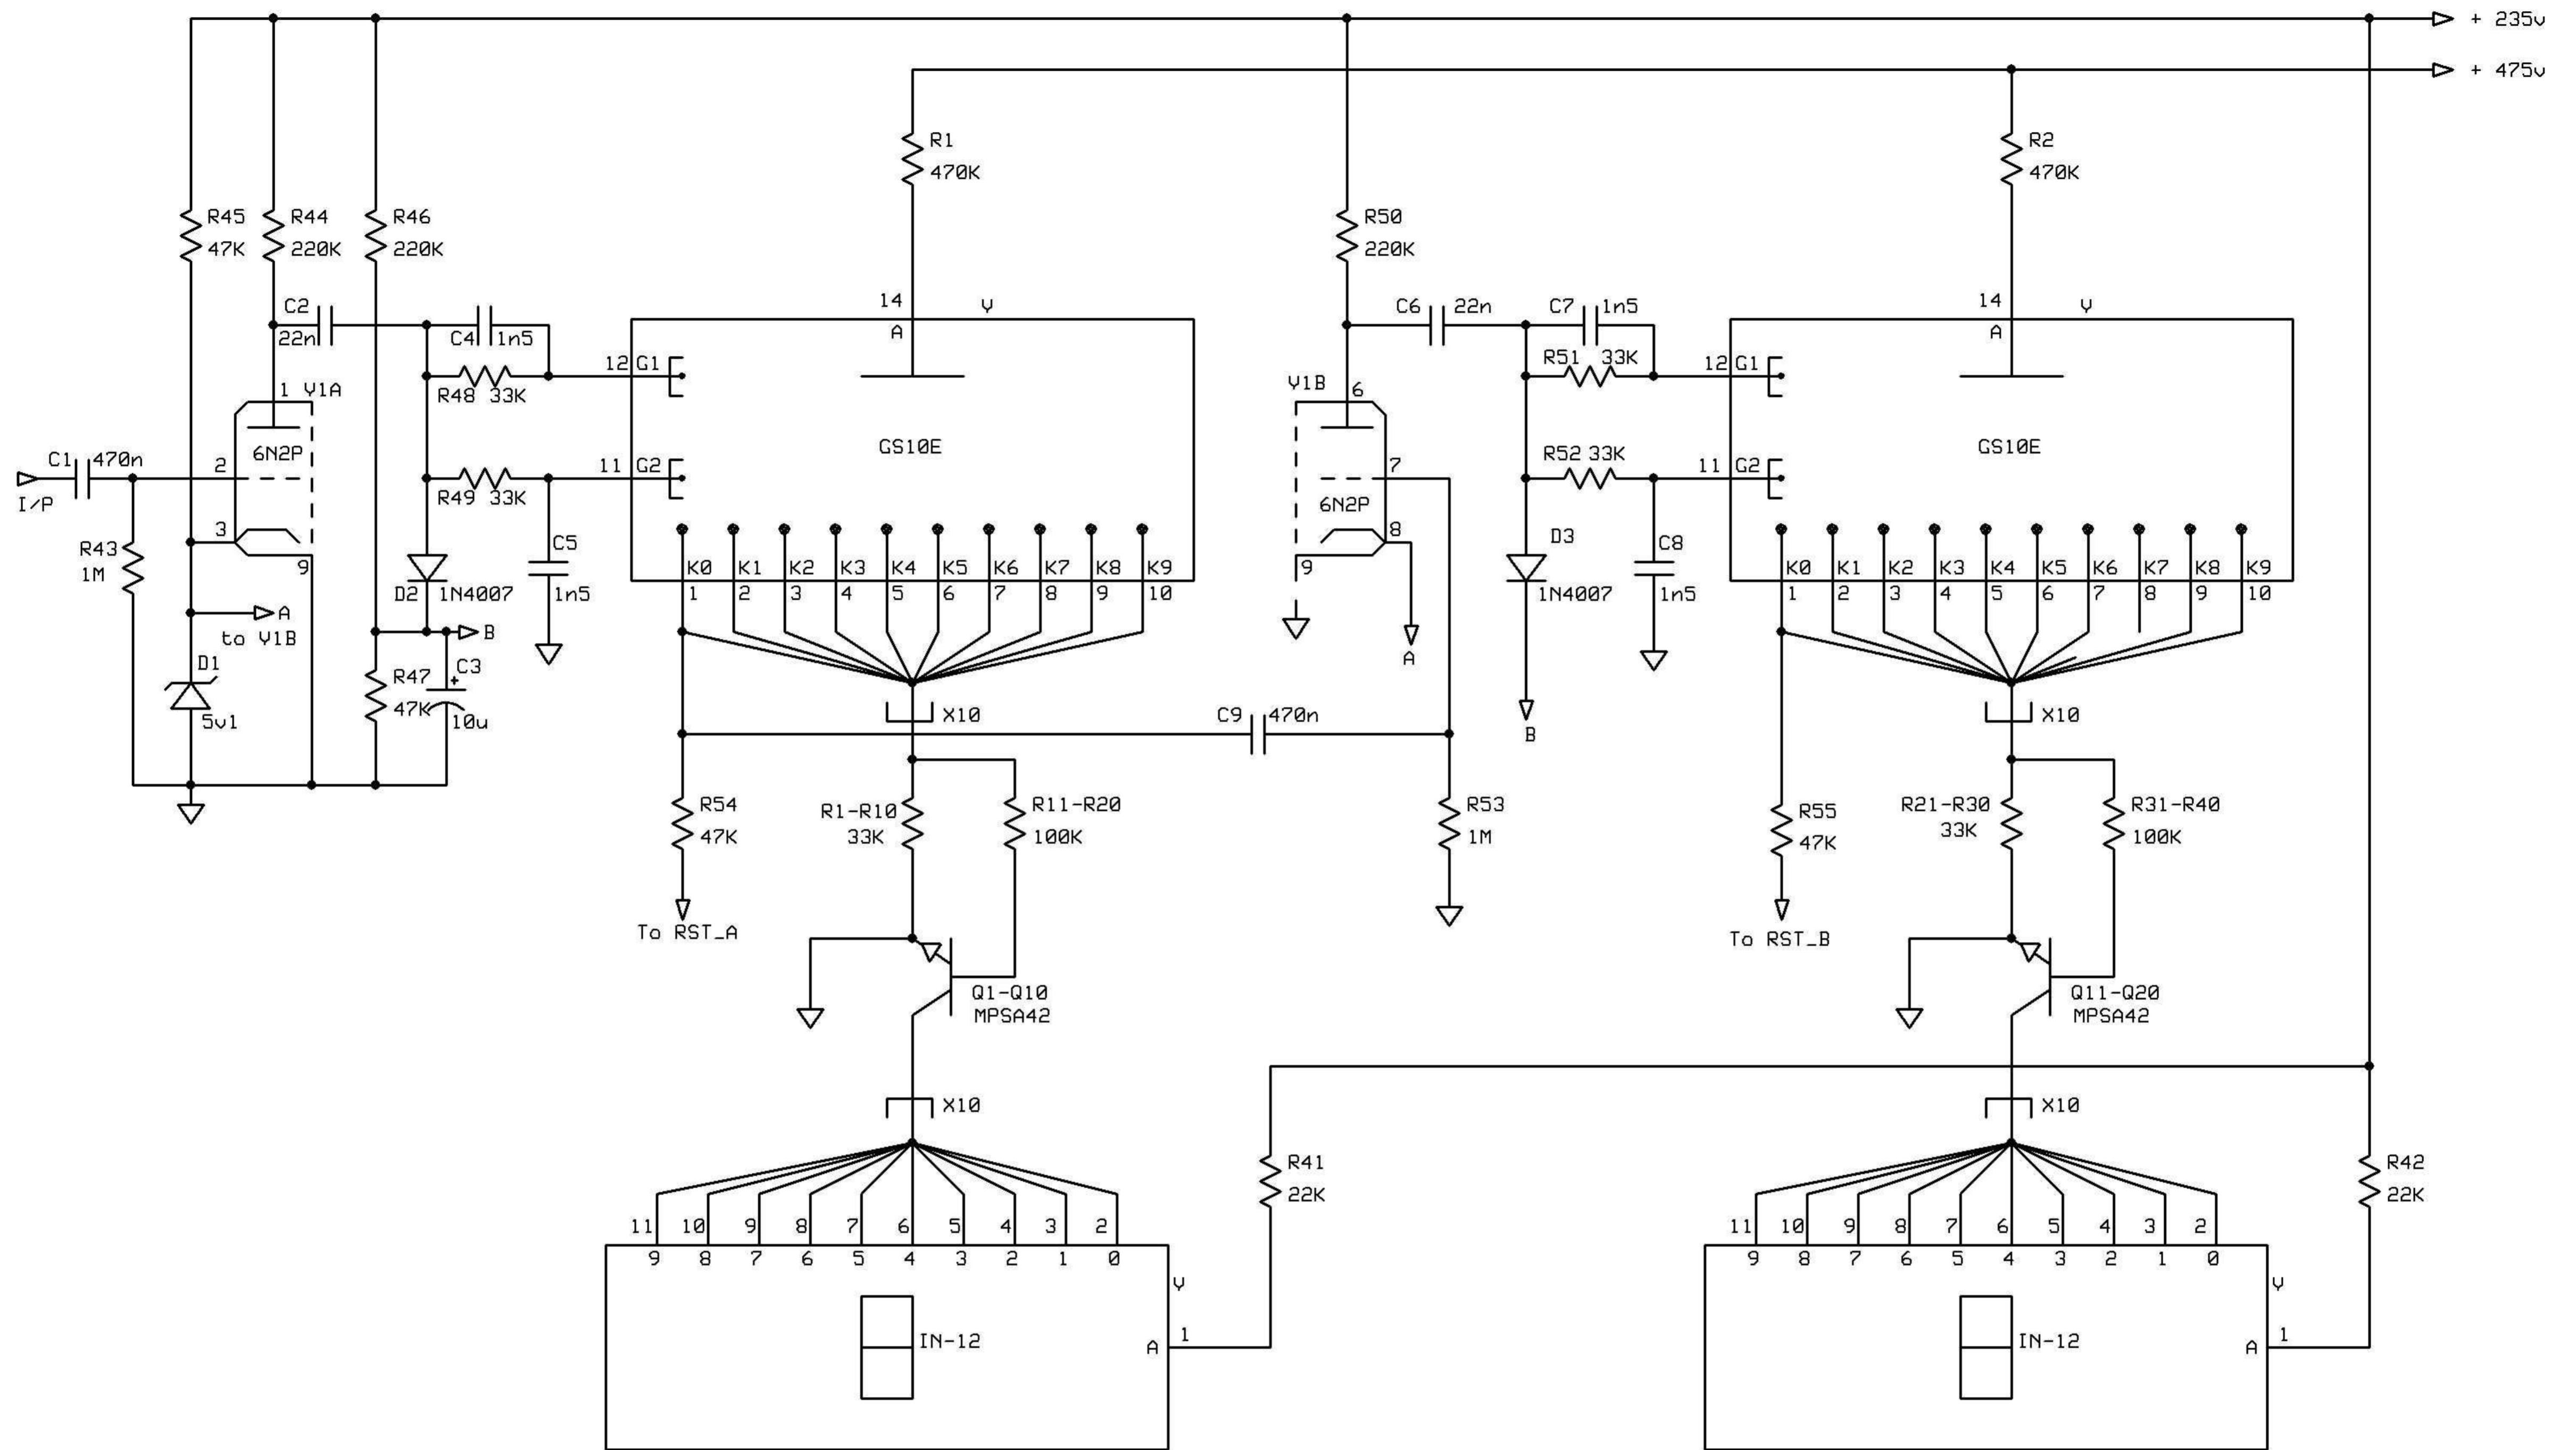 + 235v
+ 475v
R1
470K
R2
470K
R45
47K
R44
220K
R46
220K
R50
220K
C2
22n
C4 1n5
14
A
V
C6 22n
C7 1n5
14
A
V
12 G1
R48 33K
R51 33K
12 G1
1 V1A
V1B 6
6N2P
GS10E
GS10E
C1 470n
2
11 G2
R49 33K
7
6N2P
R52 33K
11 G2
I/P
3
8
R43
1M
9
C5
1n5
D2 1N4007
9
D3
1N4007
C8
1n5
K0 K1 K2 K3 K4 K5 K6 K7 K8 K9
1 2 3 4 5 6 7 8 9 10
K0 K1 K2 K3 K4 K5 K6 K7 K8 K9
1 2 3 4 5 6 7 8 9 10
A
to V1B
B
A
D1
5v1
R47
47K
C3
+
10u
X10
C9 470n
B
X10
R54
47K
R1-R10
33K
R11-R20
100K
R53
1M
R55
47K
R21-R30
33K
R31-R40
100K
To RST_A
To RST_B
Q1-Q10
MPSA42
Q11-Q20
MPSA42
X10
X10
R41
22K
R42
22K
11 10 9 8 7 6 5 4 3 2
9 8 7 6 5 4 3 2 1 0
V
11 10 9 8 7 6 5 4 3 2
9 8 7 6 5 4 3 2 1 0
V
IN-12
A
1
IN-12
A
1